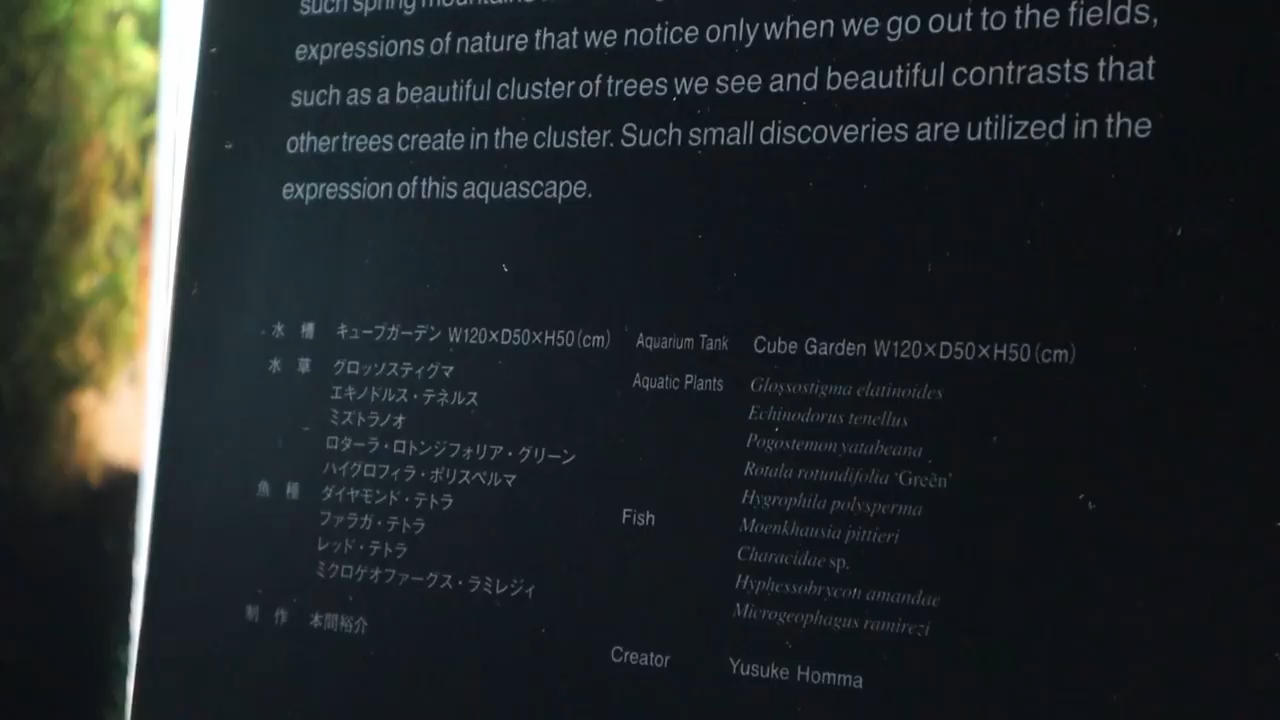 such spring
expressions of nature that we notice only when we go out to the fields,
such as a beautiful cluster of trees we see and beautiful contrasts that
other trees create in the cluster. Such small discoveries are utilized in the
expression of this aquascape.
水 槽 キューブガーデン W120×D50×H50(cm)
水 草 グロッソスティグマ
エキノドルス・テネルス
ミズトラノオ
ロターラ・ロトンジフォリア・グリーン
ハイグロフィラ・ポリスペルマ
魚 種 ダイヤモンド・テトラ
ファラガ・テトラ
レッド・テトラ
ミクロゲオファーグス・ラミレジィ
制 作 本間裕介
Aquarium Tank Cube Garden W120×D50×H50(cm)
Aquatic Plants Glossostigma elatinoides
Echinodorus tenellus
Pogostemon yatabeana
Rotala rotundifolia 'Green'
Hygrophila polysperma
Fish Moenkhausia pittieri
Characidae sp.
Hyphessobrycon amandae
Microgeophagus ramirezi
Creator Yusuke Homma